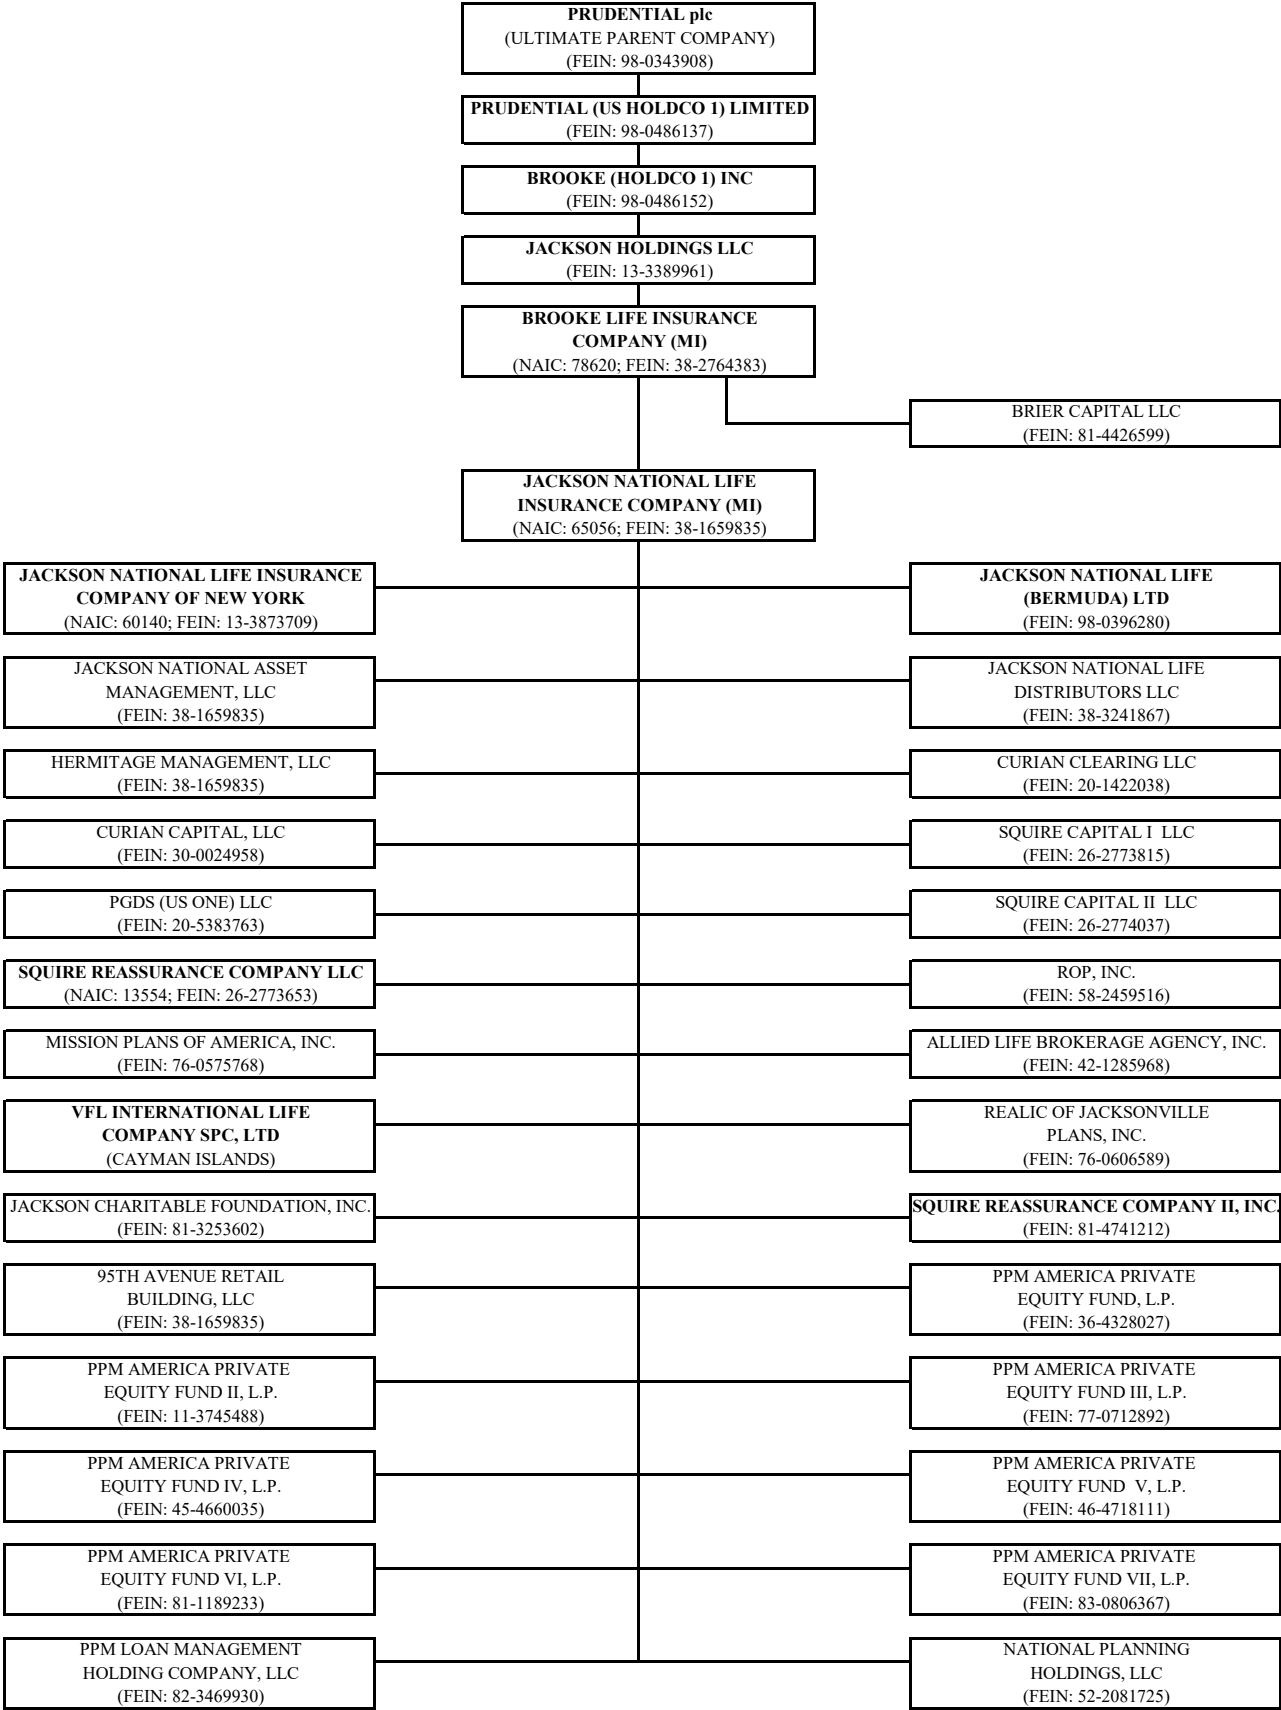 PRUDENTIAL plc
(ULTIMATE PARENT COMPANY)
(FEIN: 98-0343908)
PRUDENTIAL (US HOLDCO 1) LIMITED
(FEIN: 98-0486137)
BROOKE (HOLDCO 1) INC
(FEIN: 98-0486152)
JACKSON HOLDINGS LLC
(FEIN: 13-3389961)
BROOKE LIFE INSURANCE
COMPANY (MI)
(NAIC: 78620; FEIN: 38-2764383)
BRIER CAPITAL LLC
(FEIN: 81-4426599)
JACKSON NATIONAL LIFE
INSURANCE COMPANY (MI)
(NAIC: 65056; FEIN: 38-1659835)
JACKSON NATIONAL LIFE INSURANCE
COMPANY OF NEW YORK
(NAIC: 60140; FEIN: 13-3873709)
JACKSON NATIONAL LIFE
(BERMUDA) LTD
(FEIN: 98-0396280)
JACKSON NATIONAL ASSET
MANAGEMENT, LLC
(FEIN: 38-1659835)
JACKSON NATIONAL LIFE
DISTRIBUTORS LLC
(FEIN: 38-3241867)
HERMITAGE MANAGEMENT, LLC
(FEIN: 38-1659835)
CURIAN CLEARING LLC
(FEIN: 20-1422038)
CURIAN CAPITAL, LLC
(FEIN: 30-0024958)
SQUIRE CAPITAL I  LLC
(FEIN: 26-2773815)
PGDS (US ONE) LLC
(FEIN: 20-5383763)
SQUIRE CAPITAL II  LLC
(FEIN: 26-2774037)
SQUIRE REASSURANCE COMPANY LLC
(NAIC: 13554; FEIN: 26-2773653)
ROP, INC.
(FEIN: 58-2459516)
MISSION PLANS OF AMERICA, INC.
(FEIN: 76-0575768)
ALLIED LIFE BROKERAGE AGENCY, INC.
(FEIN: 42-1285968)
VFL INTERNATIONAL LIFE
COMPANY SPC, LTD
(CAYMAN ISLANDS)
REALIC OF JACKSONVILLE
PLANS, INC.
(FEIN: 76-0606589)
JACKSON CHARITABLE FOUNDATION, INC.
(FEIN: 81-3253602)
SQUIRE REASSURANCE COMPANY II, INC.
(FEIN: 81-4741212)
95TH AVENUE RETAIL
BUILDING, LLC
(FEIN: 38-1659835)
PPM AMERICA PRIVATE
EQUITY FUND, L.P.
(FEIN: 36-4328027)
PPM AMERICA PRIVATE
EQUITY FUND II, L.P.
(FEIN: 11-3745488)
PPM AMERICA PRIVATE
EQUITY FUND III, L.P.
(FEIN: 77-0712892)
PPM AMERICA PRIVATE
EQUITY FUND IV, L.P.
(FEIN: 45-4660035)
PPM AMERICA PRIVATE
EQUITY FUND  V, L.P.
(FEIN: 46-4718111)
PPM AMERICA PRIVATE
EQUITY FUND VI, L.P.
(FEIN: 81-1189233)
PPM AMERICA PRIVATE
EQUITY FUND VII, L.P.
(FEIN: 83-0806367)
PPM LOAN MANAGEMENT
HOLDING COMPANY, LLC
(FEIN: 82-3469930)
NATIONAL PLANNING
HOLDINGS, LLC
(FEIN: 52-2081725)